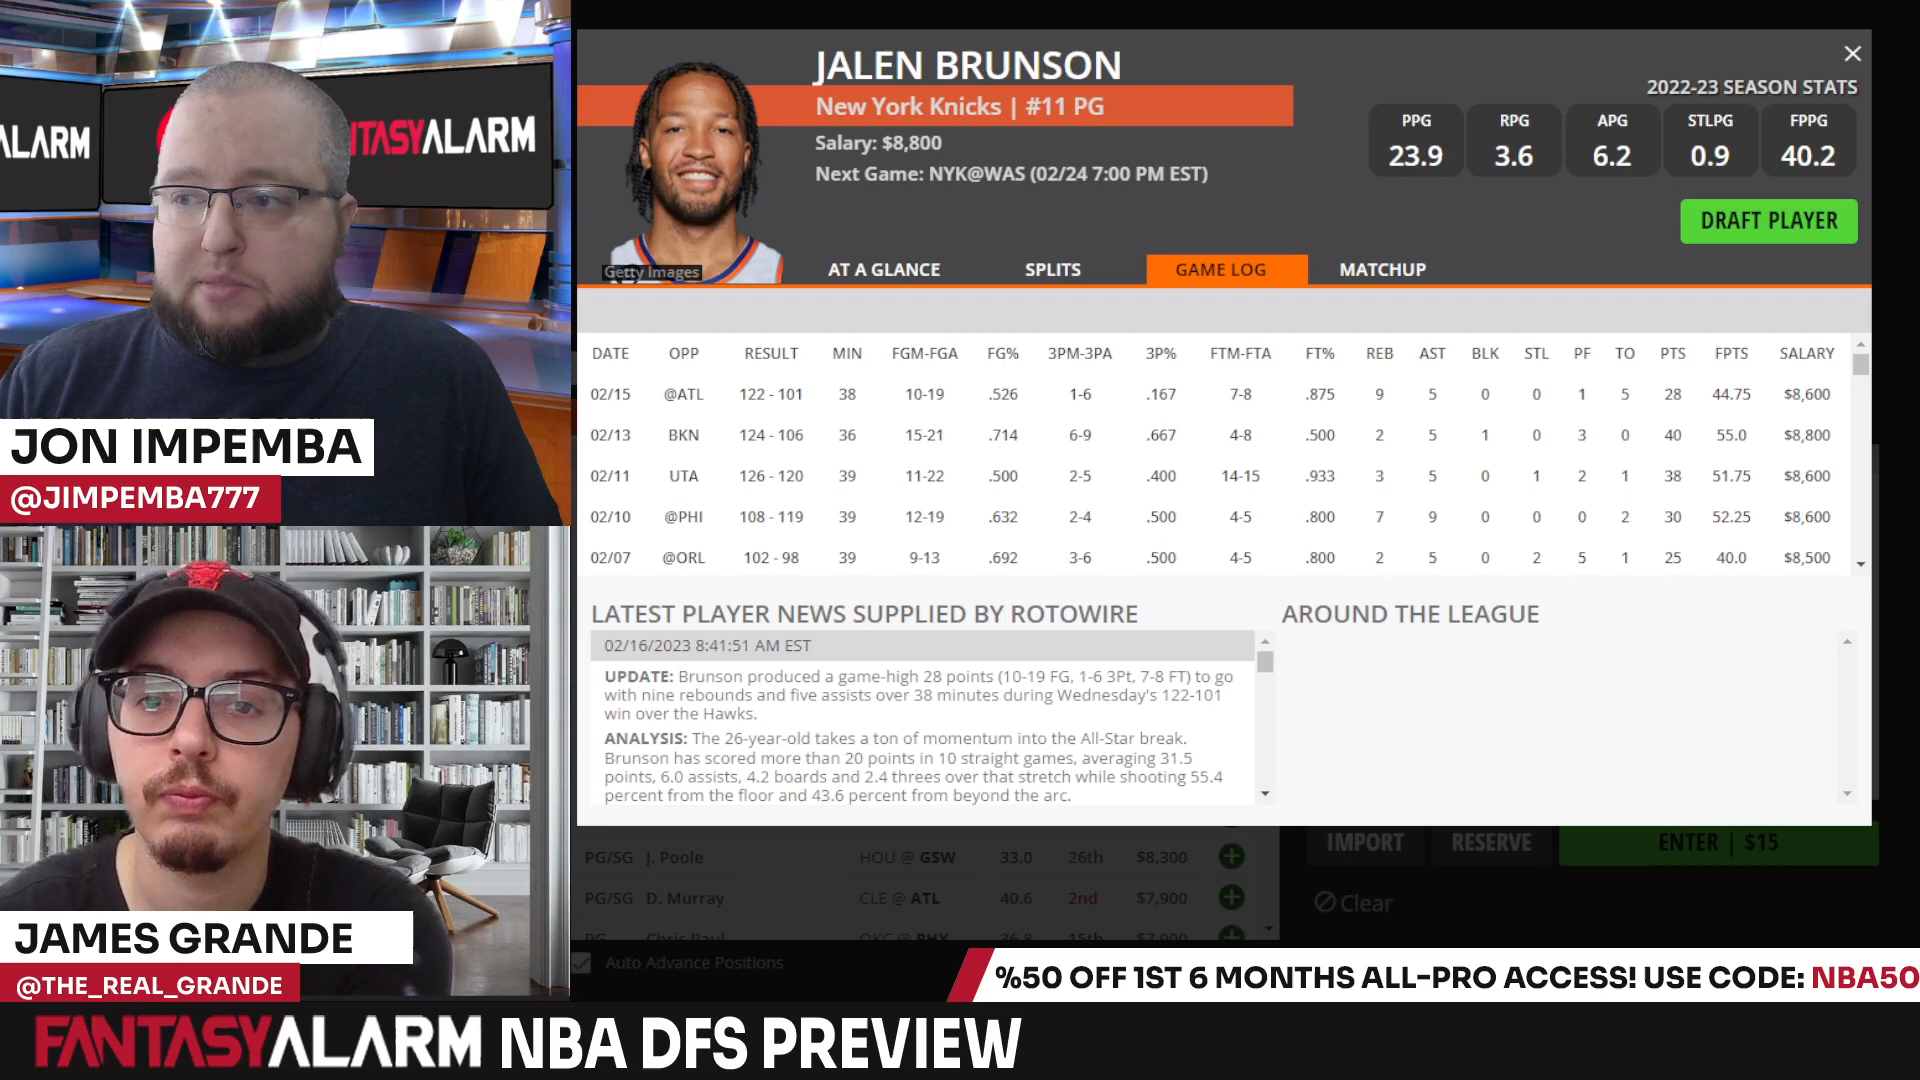 ALARM
FANTASYALARM
JON IMPEMBA
@JIMPEMBA777
JAMES GRANDE
@THE_REAL_GRANDE
JALEN BRUNSON
New York Knicks | #11 PG
Salary: $8,800
Next Game: NYK@WAS (02/24 7:00 PM EST)
Getty Images
2022-23 SEASON STATS
PPG RPG APG STLPG FPPG
23.9 3.6 6.2 0.9 40.2
DRAFT PLAYER
AT A GLANCE SPLITS GAME LOG MATCHUP
DATE OPP RESULT MIN FGM-FGA FG% 3PM-3PA 3P% FTM-FTA FT% REB AST BLK STL PF TO PTS FPTS SALARY
02/15 @ATL 122 - 101 38 10-19 .526 1-6 .167 7-8 .875 9 5 0 0 1 5 28 44.75 $8,600
02/13 BKN 124 - 106 36 15-21 .714 6-9 .667 4-8 .500 2 5 1 0 3 0 40 55.0 $8,800
02/11 UTA 126 - 120 39 11-22 .500 2-5 .400 14-15 .933 3 5 0 1 2 1 38 51.75 $8,600
02/10 @PHI 108 - 119 39 12-19 .632 2-4 .500 4-5 .800 7 9 0 0 0 2 30 52.25 $8,600
02/07 @ORL 102 - 98 39 9-13 .692 3-6 .500 4-5 .800 2 5 0 2 5 1 25 40.0 $8,500
LATEST PLAYER NEWS SUPPLIED BY ROTOWIRE
02/16/2023 8:41:51 AM EST
UPDATE: Brunson produced a game-high 28 points (10-19 FG, 1-6 3Pt, 7-8 FT) to go
with nine rebounds and five assists over 38 minutes during Wednesday's 122-101
win over the Hawks.
ANALYSIS: The 26-year-old takes a ton of momentum into the All-Star break.
Brunson has scored more than 20 points in 10 straight games, averaging 31.5
points, 6.0 assists, 4.2 boards and 2.4 threes over that stretch while shooting 55.4
percent from the floor and 43.6 percent from beyond the arc.
AROUND THE LEAGUE
PG/SG J. Poole HOU @ GSW 33.0 26th $8,300
PG/SG D. Murray CLE @ ATL 40.6 2nd $7,900
PG Chris Paul OKC @ PHX 36.8 15th
IMPORT RESERVE ENTER | $15
Clear
Auto Advance Positions
%50 OFF 1ST 6 MONTHS ALL-PRO ACCESS! USE CODE: NBA50
FANTASYALARM NBA DFS PREVIEW